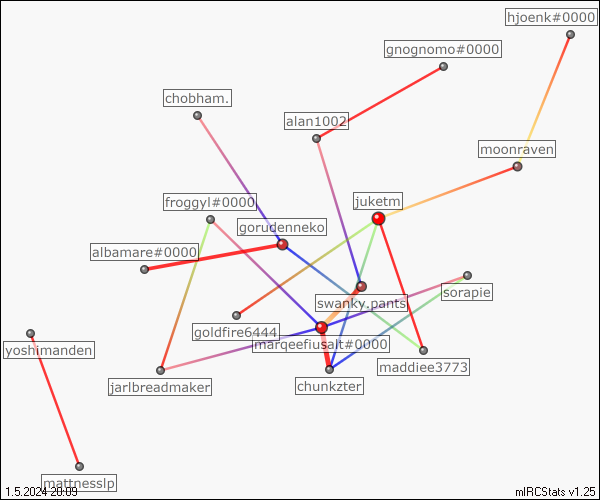 hjoenk#0000
gnognomo#0000
chobham.
alan1002
moonraven
froggyl#0000
juketm
gorudenneko
albamare#0000
sorapie
swanky.pants
goldfire6444.
marqeefiusalt#0000
yoshimanden
maddiee3773
jarlbreadmaker
chunkzter
mattnesslp
1.5.2024 20:09
mIRCStats v1.25